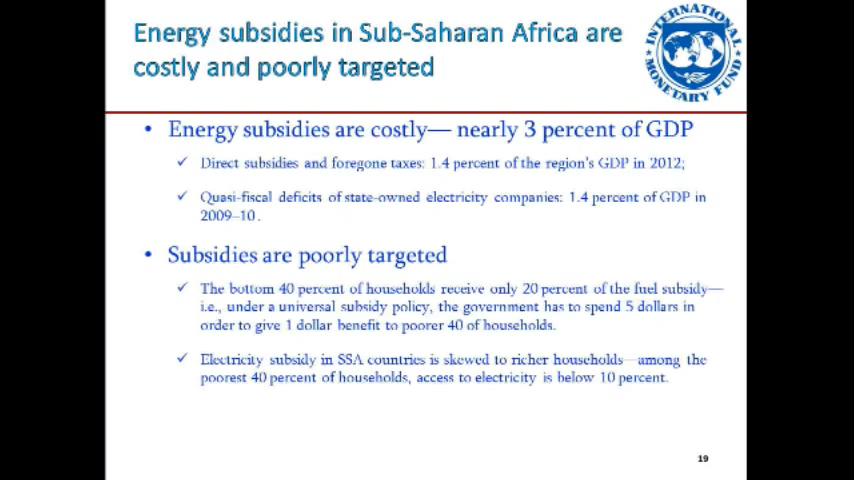 Energy subsidies in Sub-Saharan Africa are
costly and poorly targeted
INTERNATIONAL
MONETARY FUND
• Energy subsidies are costly— nearly 3 percent of GDP
✓ Direct subsidies and foregone taxes: 1.4 percent of the region's GDP in 2012;
✓ Quasi-fiscal deficits of state-owned electricity companies: 1.4 percent of GDP in
2009–10.
• Subsidies are poorly targeted
✓ The bottom 40 percent of households receive only 20 percent of the fuel subsidy—
i.e., under a universal subsidy policy, the government has to spend 5 dollars in
order to give 1 dollar benefit to poorer 40 of households.
✓ Electricity subsidy in SSA countries is skewed to richer households—among the
poorest 40 percent of households, access to electricity is below 10 percent.
19